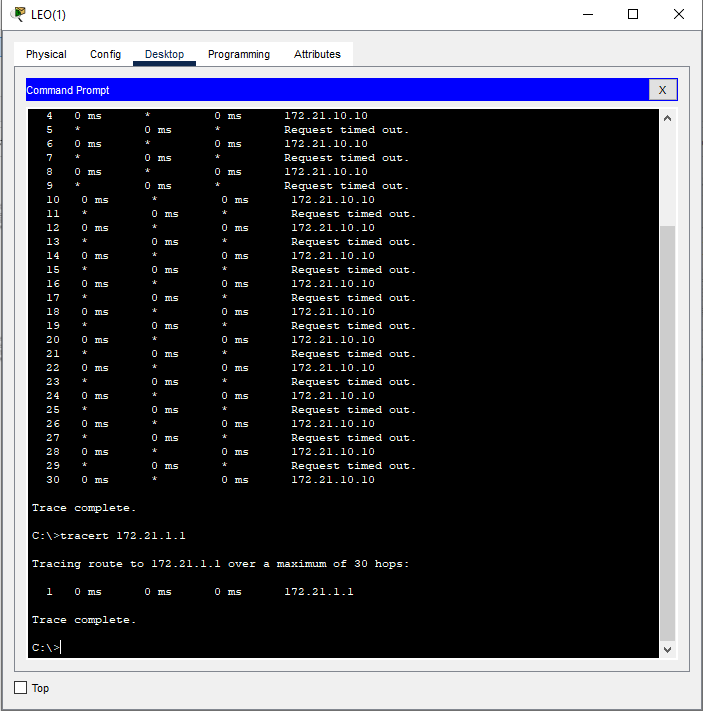 LEO(1)
Physical Config Desktop Programming Attributes
Command Prompt X
4 0 ms * 0 ms 172.21.10.10
5 * 0 ms * Request timed out.
6 0 ms * 0 ms 172.21.10.10
7 * 0 ms * Request timed out.
8 0 ms * 0 ms 172.21.10.10
9 * 0 ms * Request timed out.
10 0 ms * 0 ms 172.21.10.10
11 * 0 ms * Request timed out.
12 0 ms * 0 ms 172.21.10.10
13 * 0 ms * Request timed out.
14 0 ms * 0 ms 172.21.10.10
15 * 0 ms * Request timed out.
16 0 ms * 0 ms 172.21.10.10
17 * 0 ms * Request timed out.
18 0 ms * 0 ms 172.21.10.10
19 * 0 ms * Request timed out.
20 0 ms * 0 ms 172.21.10.10
21 * 0 ms * Request timed out.
22 0 ms * 0 ms 172.21.10.10
23 * 0 ms * Request timed out.
24 0 ms * 0 ms 172.21.10.10
25 * 0 ms * Request timed out.
26 0 ms * 0 ms 172.21.10.10
27 * 0 ms * Request timed out.
28 0 ms * 0 ms 172.21.10.10
29 * 0 ms * Request timed out.
30 0 ms * 0 ms 172.21.10.10
Trace complete.
C:\>tracert 172.21.1.1
Tracing route to 172.21.1.1 over a maximum of 30 hops:
1 0 ms 0 ms 0 ms 172.21.1.1
Trace complete.
C:\>
Top